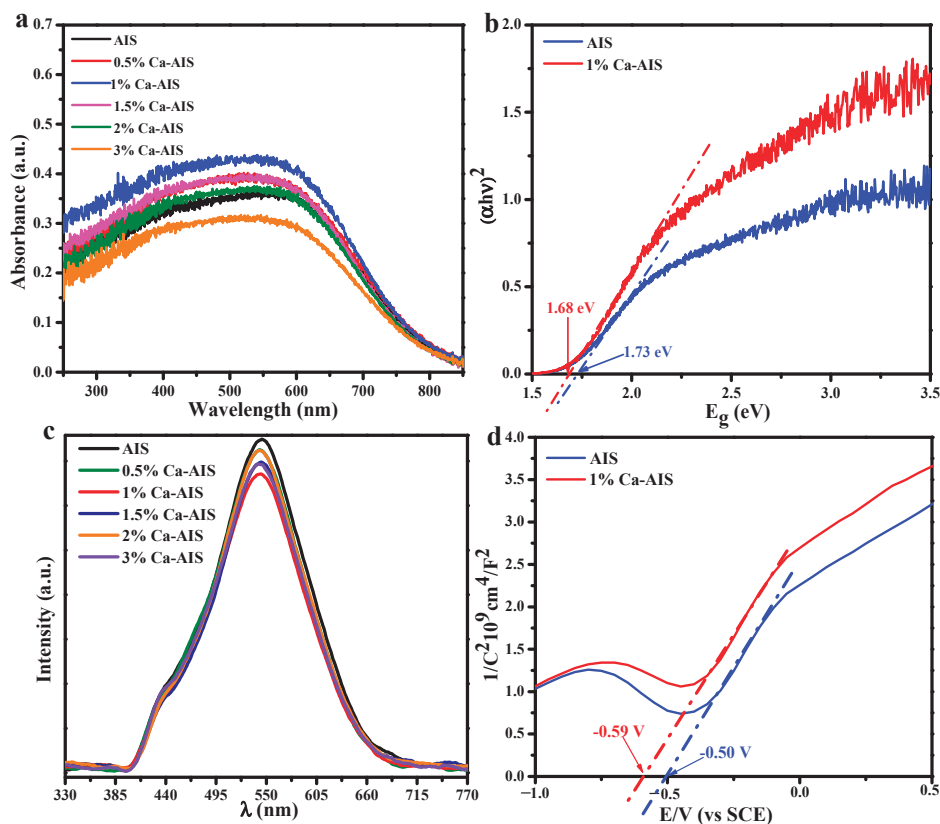 a
AIS
0.5% Ca-AIS
1% Ca-AIS
1.5% Ca-AIS
2% Ca-AIS
3% Ca-AIS
0.7
0.6
0.5
0.4
0.3
0.2
0.1
0.0
Absorbance (a.u.)
300 400 500 600 700 800
Wavelength (nm)
b
AIS
1% Ca-AIS
2.0
1.5
1.0
0.5
0.0
(αhν)²
1.68 eV
1.73 eV
1.5 2.0 2.5 3.0 3.5
E_g (eV)
c
AIS
0.5% Ca-AIS
1% Ca-AIS
1.5% Ca-AIS
2% Ca-AIS
3% Ca-AIS
Intensity (a.u.)
330 385 440 495 550 605 660 715 770
λ (nm)
d
AIS
1% Ca-AIS
4.0
3.5
3.0
2.5
2.0
1.5
1.0
0.5
0.0
1/C²10⁹cm⁴/F²
-0.59 V
-0.50 V
−1.0 −0.5 0.0 0.5
E/V (vs SCE)